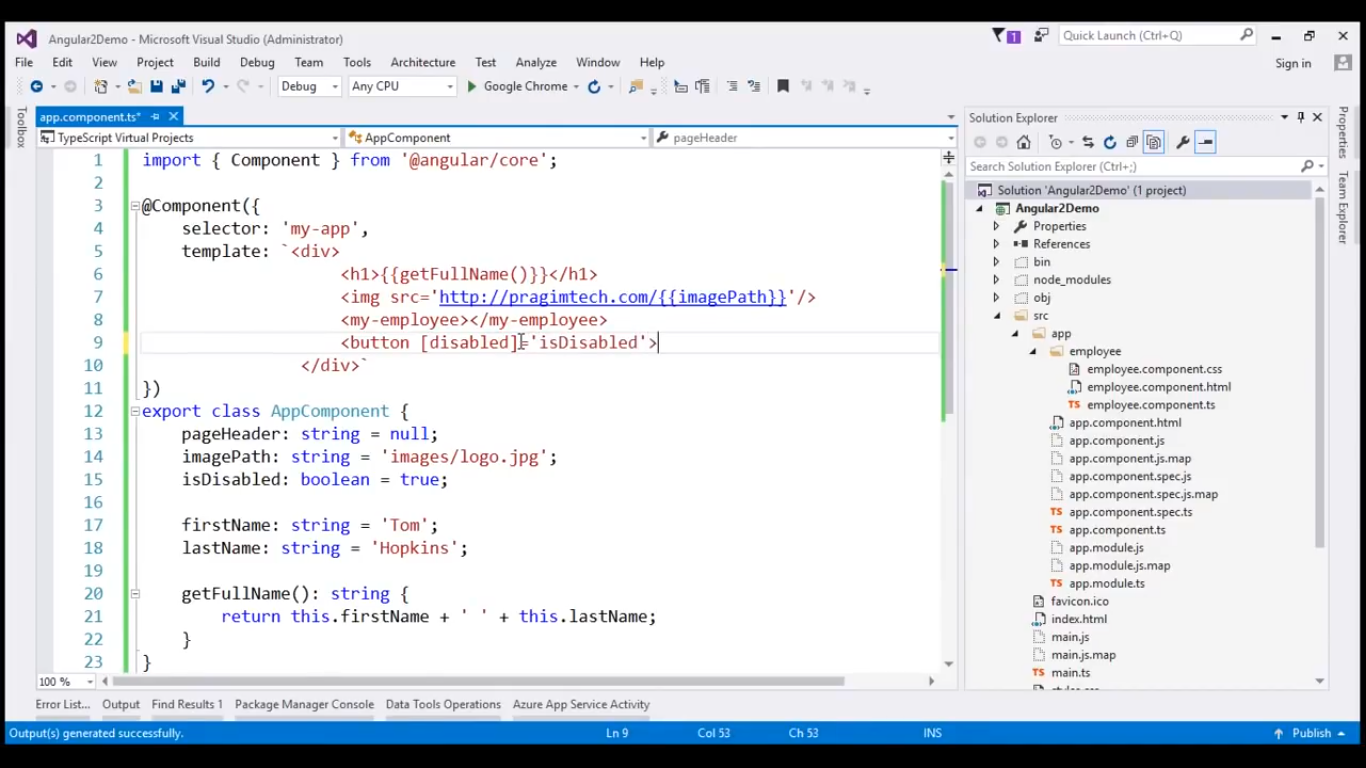 Angular2Demo - Microsoft Visual Studio (Administrator)
1
Quick Launch (Ctrl+Q)
File Edit View Project Build Debug Team Tools Architecture Test Analyze Window Help
Sign in
Debug Any CPU Google Chrome
Toolbox
app.component.ts*
TypeScript Virtual Projects AppComponent pageHeader
1 import { Component } from '@angular/core';
2
3 @Component({
4 selector: 'my-app',
5 template: `<div>
6 <h1>{{getFullName()}}</h1>
7 <img src='http://pragimtech.com/{{imagePath}}'/>
8 <my-employee></my-employee>
9 <button [disabled]='isDisabled'>
10 </div>`
11 })
12 export class AppComponent {
13 pageHeader: string = null;
14 imagePath: string = 'images/logo.jpg';
15 isDisabled: boolean = true;
16
17 firstName: string = 'Tom';
18 lastName: string = 'Hopkins';
19
20 getFullName(): string {
21 return this.firstName + ' ' + this.lastName;
22 }
23 }
100 %
Solution Explorer
Search Solution Explorer (Ctrl+;)
Solution 'Angular2Demo' (1 project)
Angular2Demo
Properties
References
bin
node_modules
obj
src
app
employee
employee.component.css
employee.component.html
employee.component.ts
app.component.html
app.component.js
app.component.js.map
app.component.spec.js
app.component.spec.js.map
app.component.spec.ts
app.component.ts
app.module.js
app.module.js.map
app.module.ts
favicon.ico
index.html
main.js
main.js.map
main.ts
Properties
Team Explorer
Error List... Output Find Results 1 Package Manager Console Data Tools Operations Azure App Service Activity
Output(s) generated successfully. Ln 9 Col 53 Ch 53 INS Publish